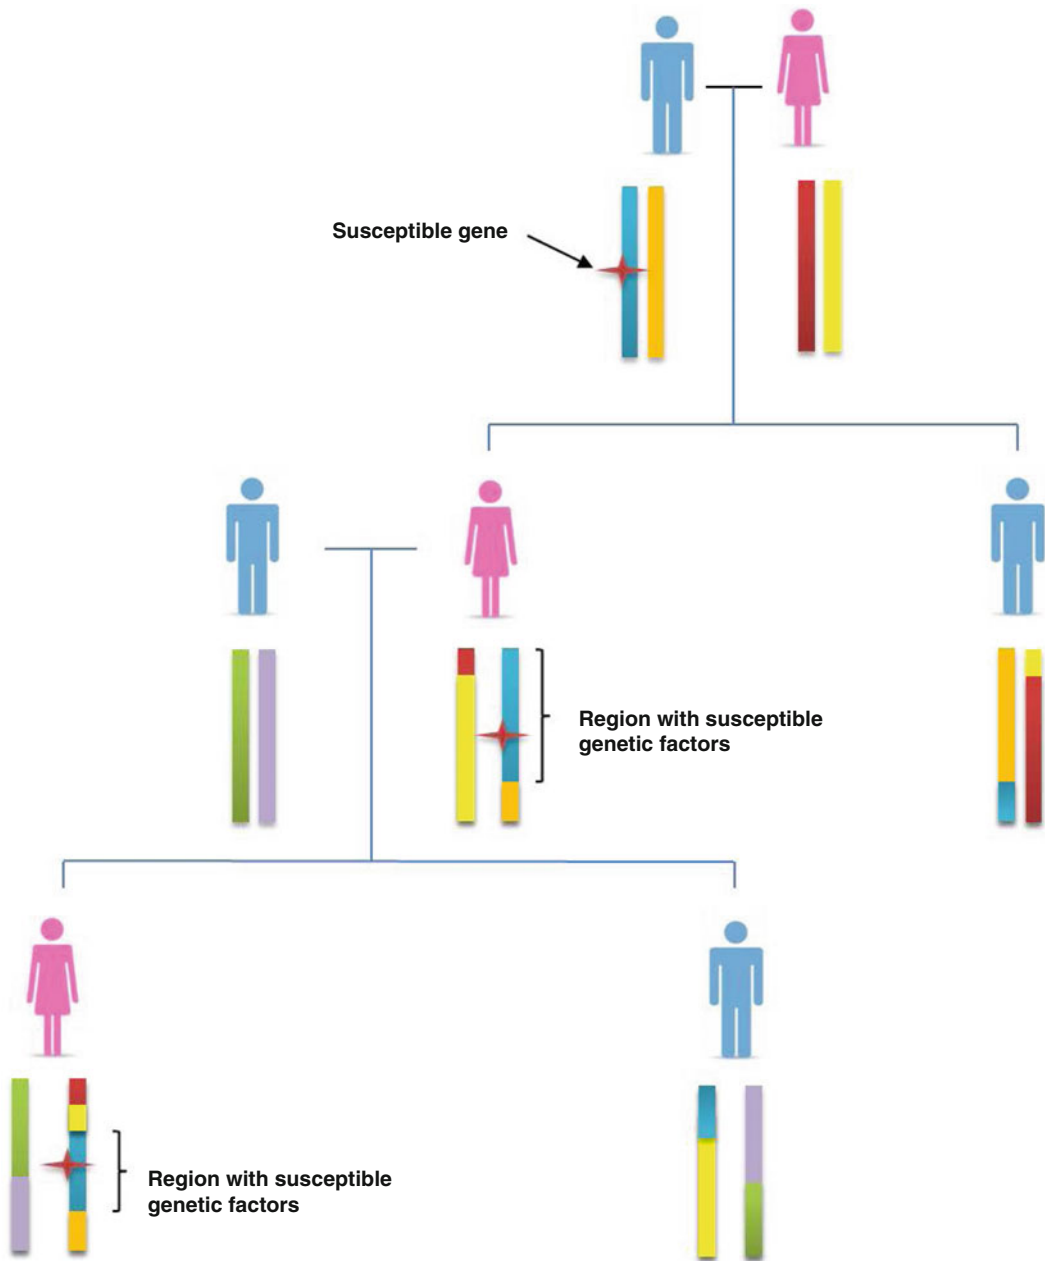 Susceptible gene
Region with susceptible
genetic factors
Region with susceptible
genetic factors